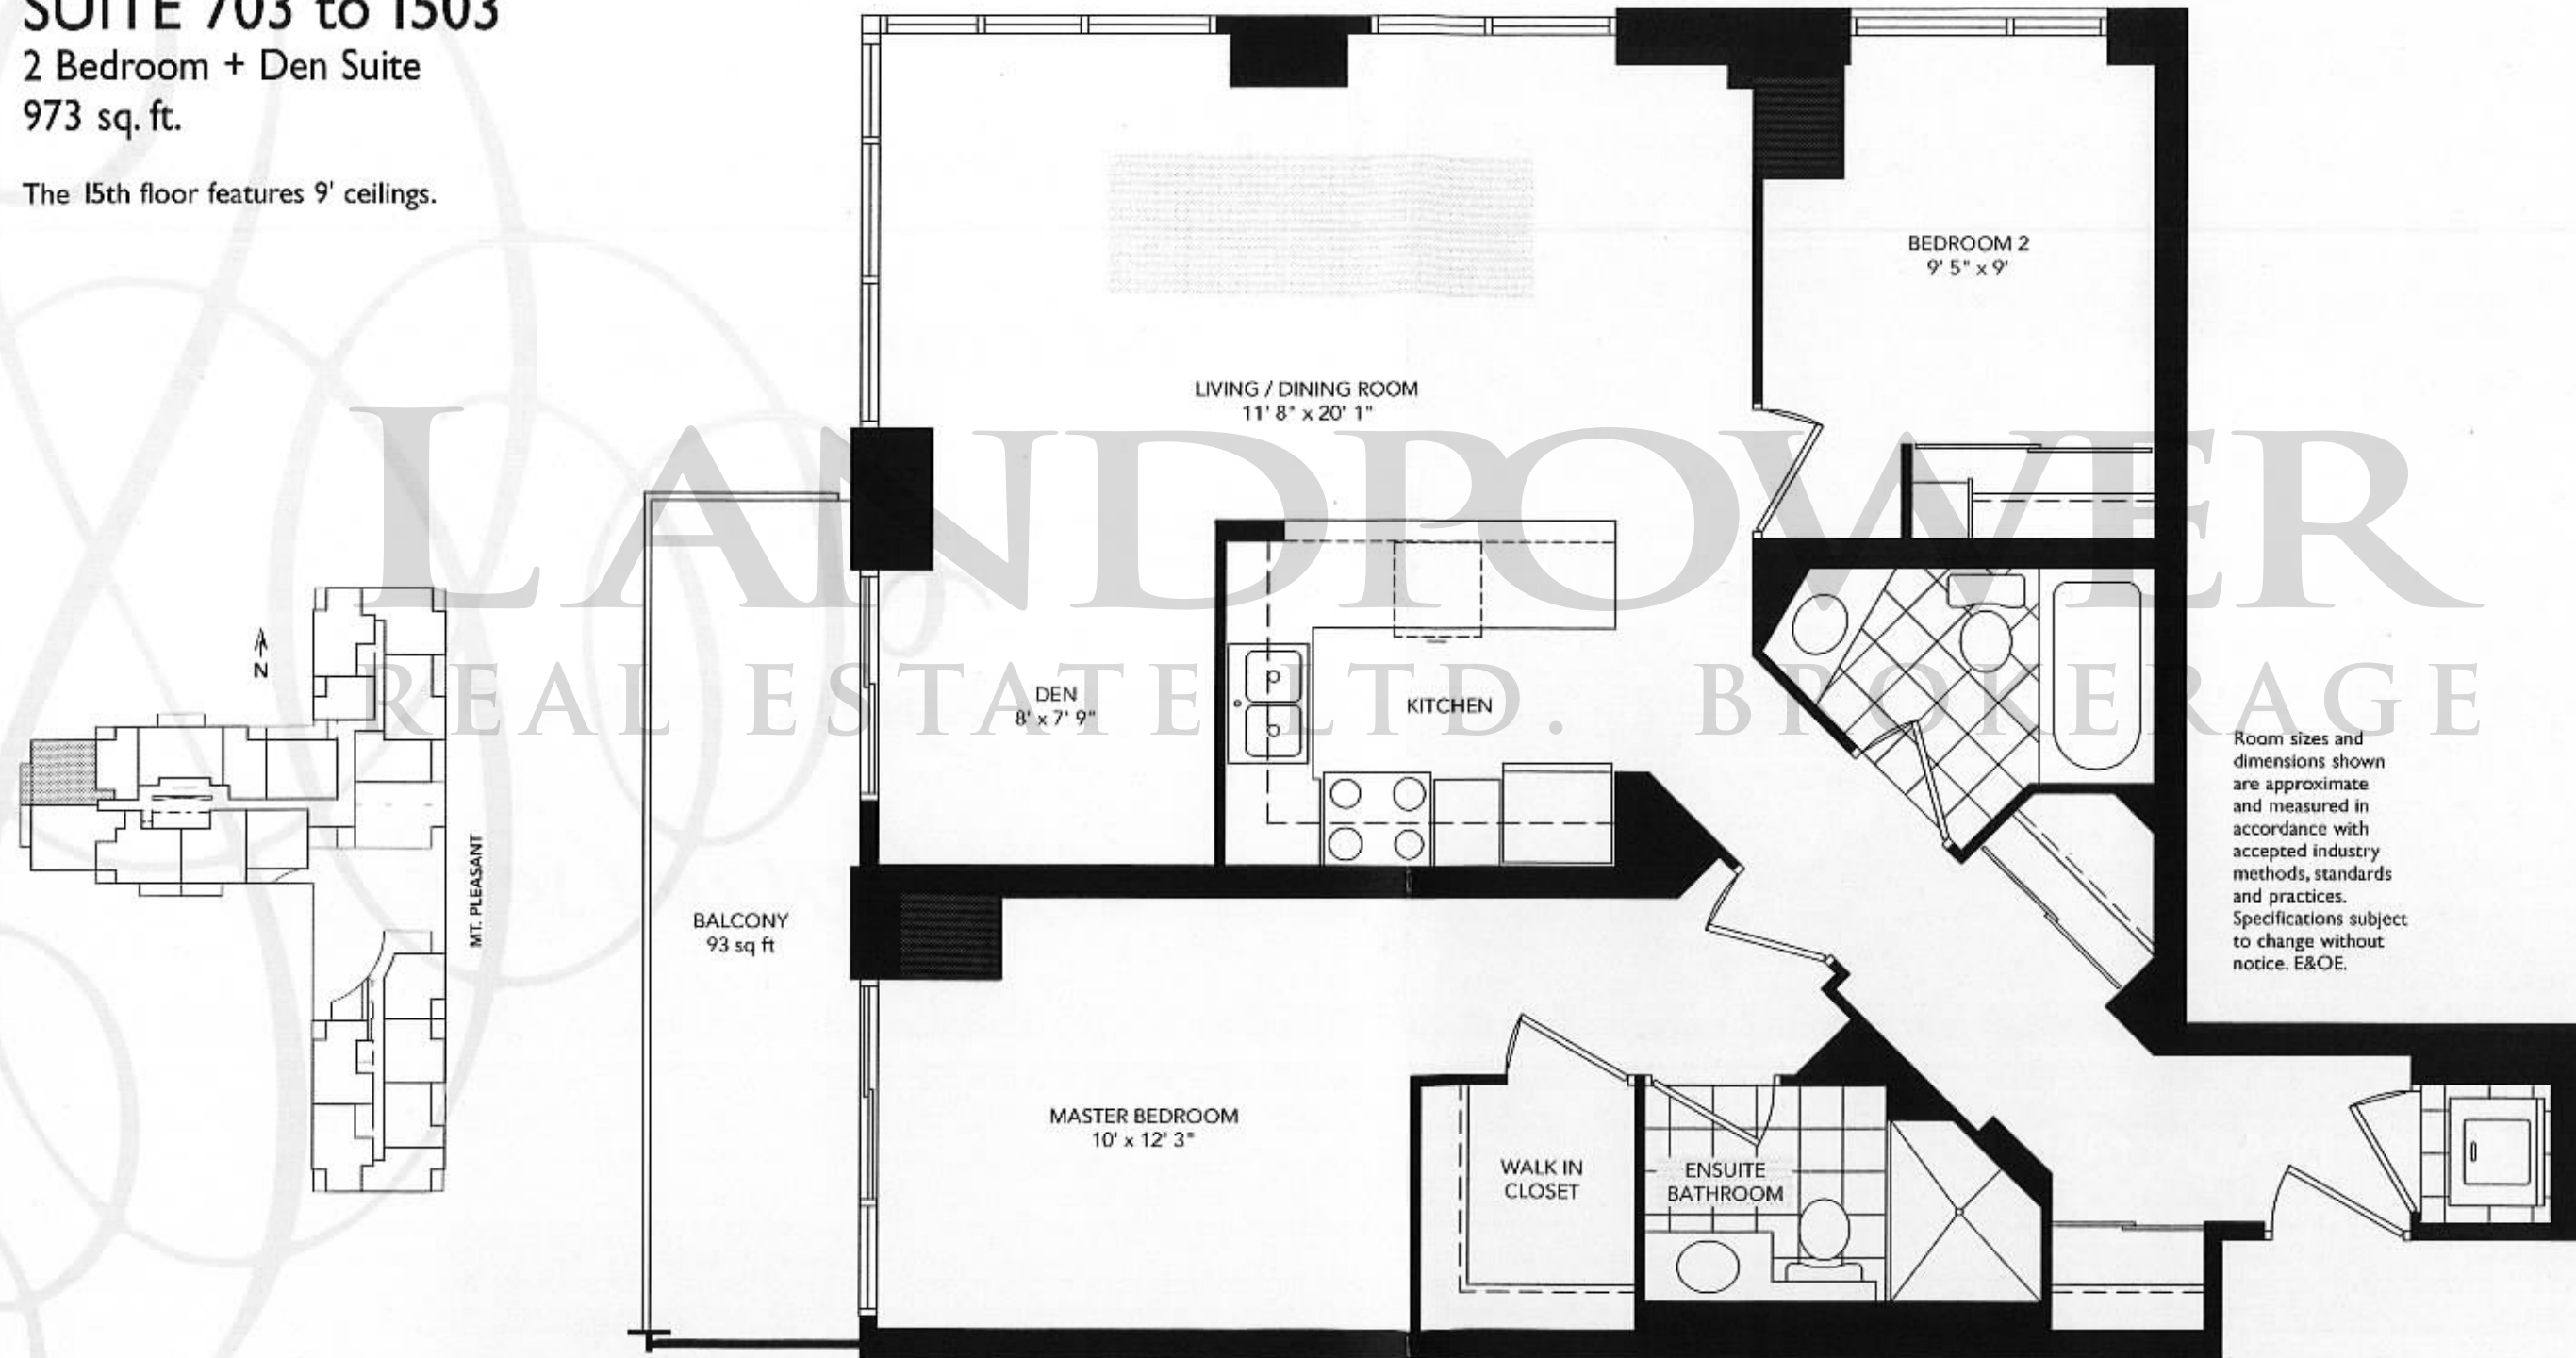 SUITE 703 to 1503
2 Bedroom + Den Suite
973 sq. ft.
The 15th floor features 9' ceilings.
BEDROOM 2
9' 5" x 9'
LIVING / DINING ROOM
11' 8" x 20' 1"
LANDPOWER
REAL ESTATE LTD. BROKERAGE
N
MT. PLEASANT
DEN
8' x 7' 9"
KITCHEN
BALCONY
93 sq ft
MASTER BEDROOM
10' x 12' 3"
WALK IN
CLOSET
ENSUITE
BATHROOM
Room sizes and
dimensions shown
are approximate
and measured in
accordance with
accepted industry
methods, standards
and practices.
Specifications subject
to change without
notice. E&OE.